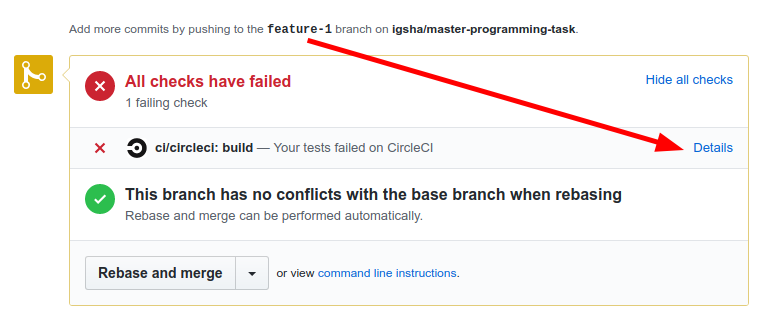 Add more commits by pushing to the feature-1 branch on igsha/master-programming-task.
All checks have failed
Hide all checks
1 failing check
ci/circleci: build — Your tests failed on CircleCI
Details
This branch has no conflicts with the base branch when rebasing
Rebase and merge can be performed automatically.
Rebase and merge
or view command line instructions.